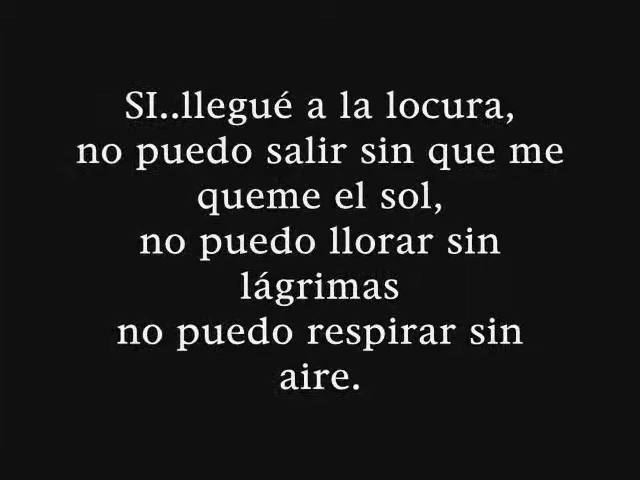 SI..llegué a la locura,
no puedo salir sin que me
queme el sol,
no puedo llorar sin
lágrimas
no puedo respirar sin
aire.